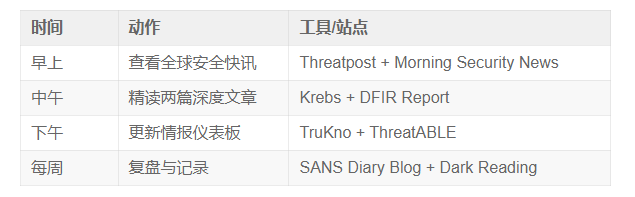 时间 动作 工具/站点
早上 查看全球安全快讯 Threatpost + Morning Security News
中午 精读两篇深度文章 Krebs + DFIR Report
下午 更新情报仪表板 TruKno + ThreatABLE
每周 复盘与记录 SANS Diary Blog + Dark Reading